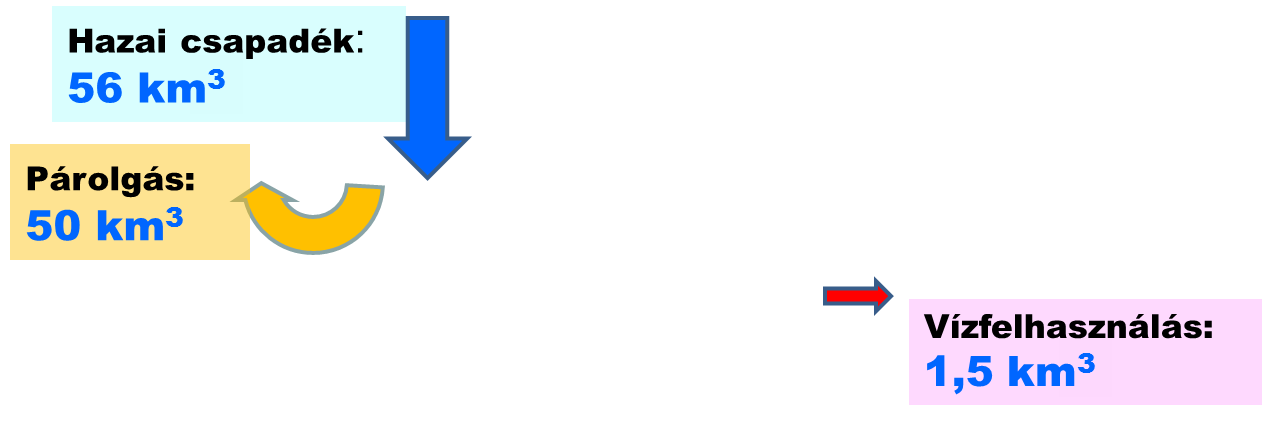 Hazai csapadék:
56 km³
Párolgás:
50 km³
Vízfelhasználás:
1,5 km³